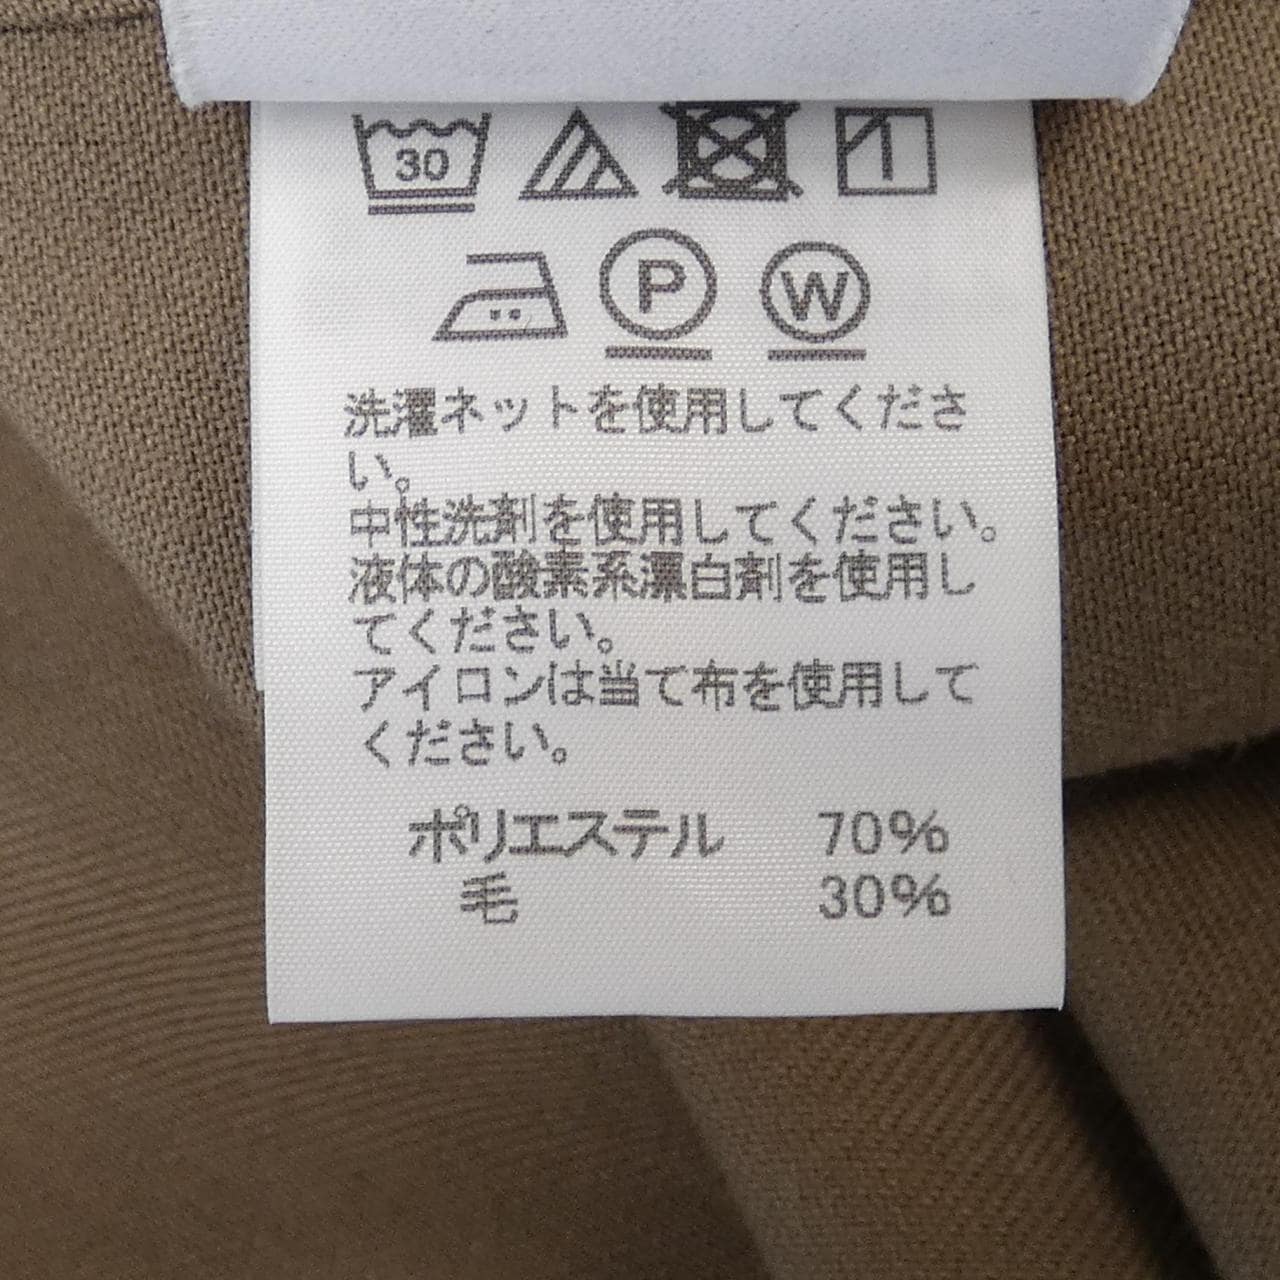 30
P W
洗濯ネットを使用してくださ
い。
中性洗剤を使用してください。
液体の酸素系漂白剤を使用し
てください。
アイロンは当て布を使用して
ください。
ポリエステル 70%
毛 30%